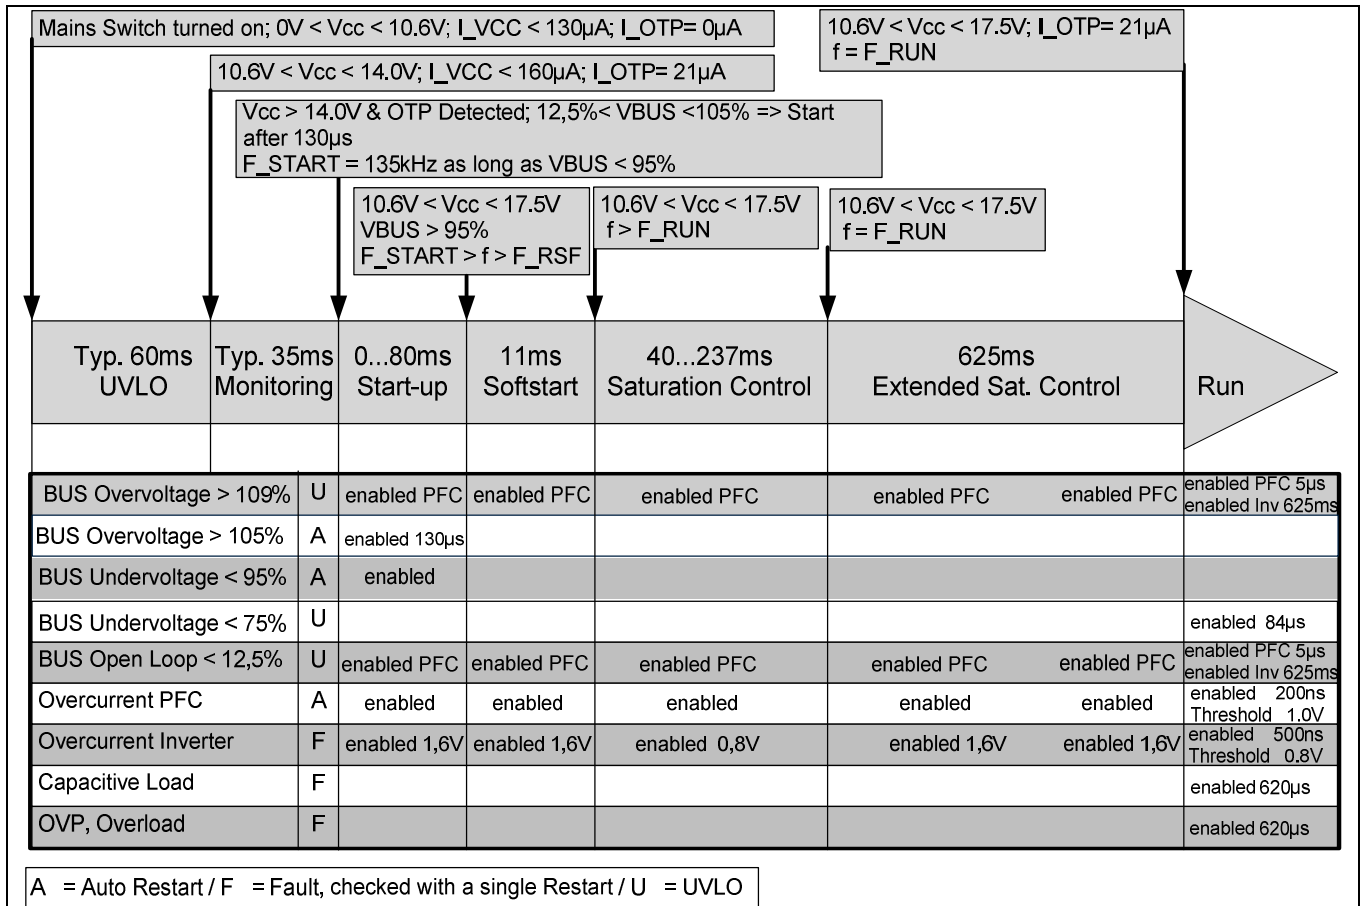 Mains Switch turned on; 0V < Vcc < 10.6V; I_VCC < 130µA; I_OTP= 0µA
10.6V < Vcc < 17.5V; I_OTP= 21µA
f = F_RUN
10.6V < Vcc < 14.0V; I_VCC < 160µA; I_OTP= 21µA
Vcc > 14.0V & OTP Detected; 12,5%< VBUS <105% => Start
after 130µs
F_START = 135kHz as long as VBUS < 95%
10.6V < Vcc < 17.5V
VBUS > 95%
F_START > f > F_RSF
10.6V < Vcc < 17.5V
f > F_RUN
10.6V < Vcc < 17.5V
f = F_RUN
Typ. 60ms
UVLO
Typ. 35ms
Monitoring
0...80ms
Start-up
11ms
Softstart
40...237ms
Saturation Control
625ms
Extended Sat. Control
Run
BUS Overvoltage > 109% U enabled PFC enabled PFC enabled PFC enabled PFC enabled PFC enabled PFC 5µs
enabled Inv 625ms
BUS Overvoltage > 105% A enabled 130µs
BUS Undervoltage < 95% A enabled
BUS Undervoltage < 75% U enabled 84µs
BUS Open Loop < 12,5% U enabled PFC enabled PFC enabled PFC enabled PFC enabled PFC enabled PFC 5µs
enabled Inv 625ms
Overcurrent PFC A enabled enabled enabled enabled enabled enabled 200ns
Threshold 1.0V
Overcurrent Inverter F enabled 1,6V enabled 1,6V enabled 0,8V enabled 1,6V enabled 1,6V enabled 500ns
Threshold 0.8V
Capacitive Load F enabled 620µs
OVP, Overload F enabled 620µs
A = Auto Restart / F = Fault, checked with a single Restart / U = UVLO